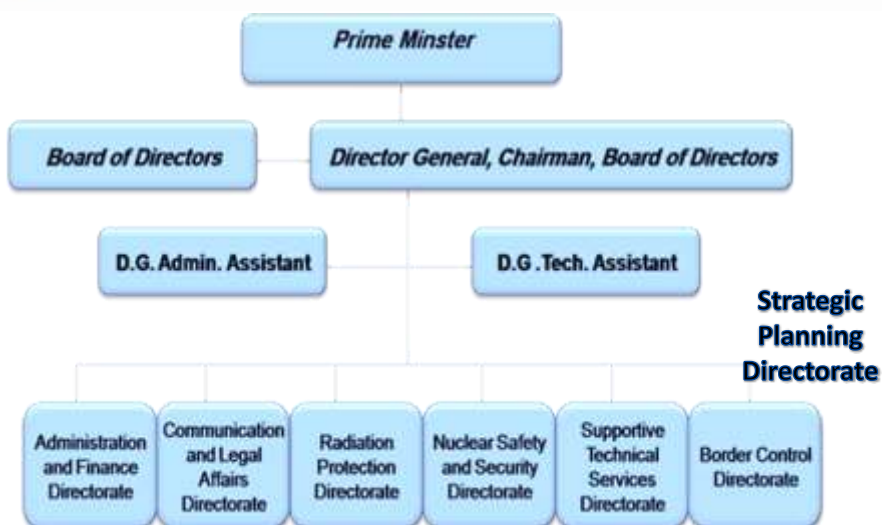 Prime Minster
Board of Directors
Director General, Chairman, Board of Directors
D.G. Admin. Assistant
D.G .Tech. Assistant
Strategic
Planning
Directorate
Administration
and Finance
Directorate
Communication
and Legal
Affairs
Directorate
Radiation
Protection
Directorate
Nuclear Safety
and Security
Directorate
Supportive
Technical
Services
Directorate
Border Control
Directorate